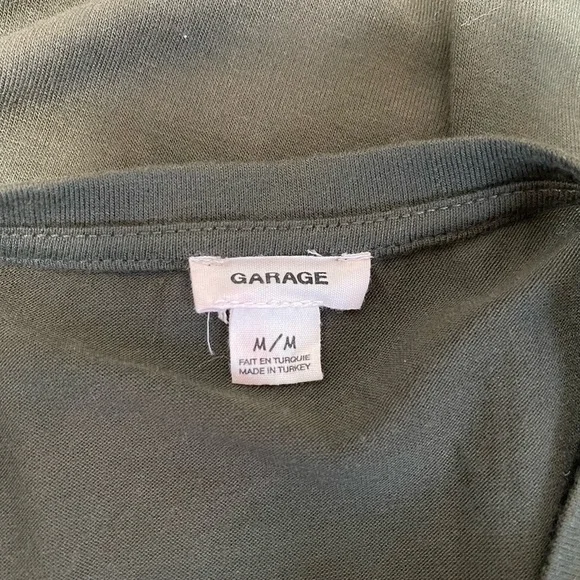 GARAGE
M/M
FAIT EN TURQUIE
MADE IN TURKEY